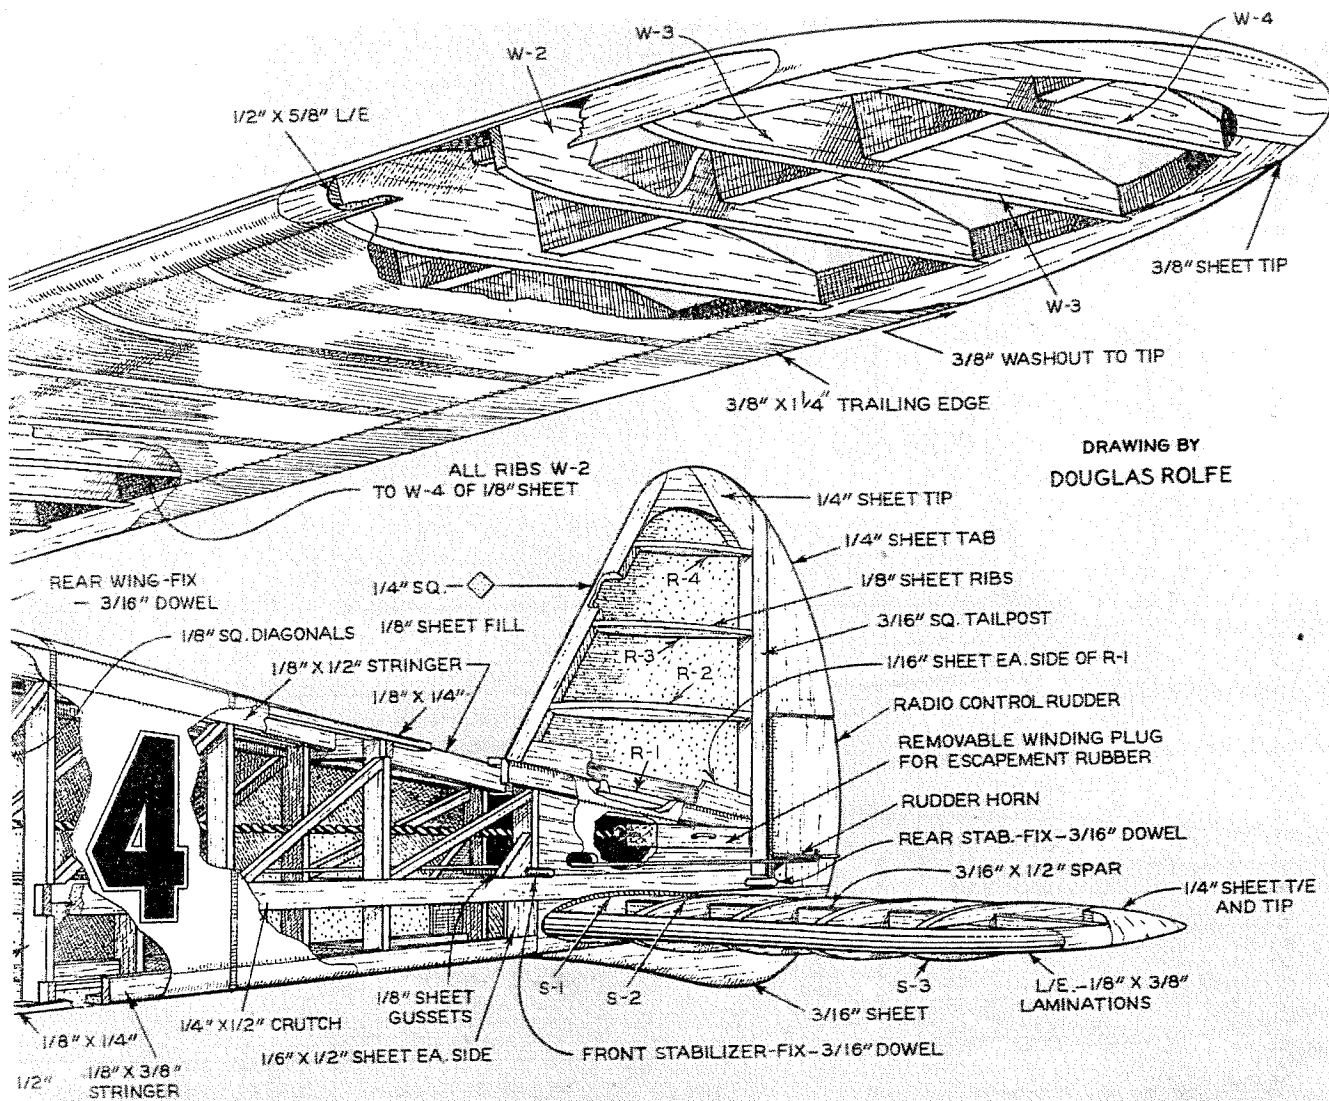 W-4
W-3
W-2
1/2" X 5/8" L/E
3/8" SHEET TIP
W-3
3/8" WASHOUT TO TIP
3/8" X 1 1/4" TRAILING EDGE
DRAWING BY
DOUGLAS ROLFE
ALL RIBS W-2
TO W-4 OF 1/8" SHEET
1/4" SHEET TIP
1/4" SHEET TAB
REAR WING-FIX
- 3/16" DOWEL
1/4" SQ.
R-4
1/8" SHEET RIBS
1/8" SQ. DIAGONALS
1/8" SHEET FILL
3/16" SQ. TAILPOST
1/8" X 1/2" STRINGER
R-3
R-2
1/16" SHEET EA. SIDE OF R-1
1/8" X 1/4"
RADIO CONTROL RUDDER
R-1
REMOVABLE WINDING PLUG
FOR ESCAPEMENT RUBBER
4
RUDDER HORN
REAR STAB.-FIX-3/16" DOWEL
3/16" X 1/2" SPAR
1/4" SHEET T/E
AND TIP
S-1
S-2
S-3
L/E.-1/8" X 3/8"
LAMINATIONS
1/8" SHEET
GUSSETS
3/16" SHEET
1/4" X 1/2" CRUTCH
1/8" X 1/4"
1/6" X 1/2" SHEET EA. SIDE
FRONT STABILIZER-FIX-3/16" DOWEL
1/2"
1/8" X 3/8"
STRINGER